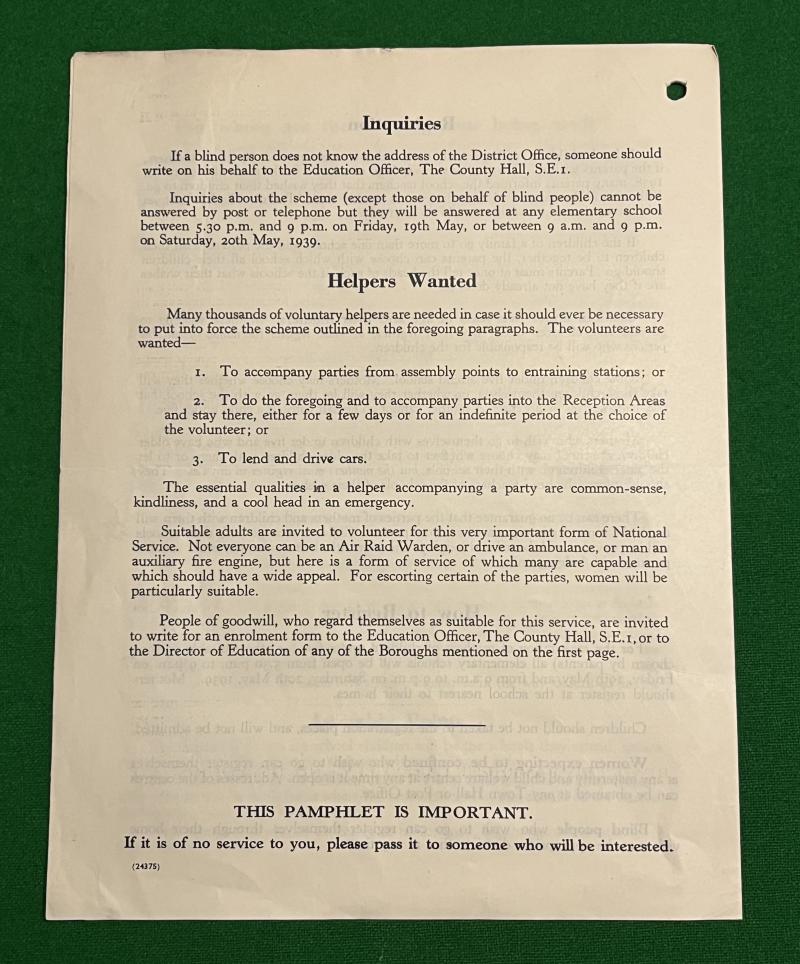 Inquiries
If a blind person does not know the address of the District Office, someone should
write on his behalf to the Education Officer, The County Hall, S.E.1.
Inquiries about the scheme (except those on behalf of blind people) cannot be
answered by post or telephone but they will be answered at any elementary school
between 5.30 p.m. and 9 p.m. on Friday, 19th May, or between 9 a.m. and 9 p.m.
on Saturday, 20th May, 1939.
Helpers Wanted
Many thousands of voluntary helpers are needed in case it should ever be necessary
to put into force the scheme outlined in the foregoing paragraphs. The volunteers are
wanted—
1. To accompany parties from assembly points to entraining stations; or
2. To do the foregoing and to accompany parties into the Reception Areas
and stay there, either for a few days or for an indefinite period at the choice of
the volunteer; or
3. To lend and drive cars.
The essential qualities in a helper accompanying a party are common-sense,
kindliness, and a cool head in an emergency.
Suitable adults are invited to volunteer for this very important form of National
Service. Not everyone can be an Air Raid Warden, or drive an ambulance, or man an
auxiliary fire engine, but here is a form of service of which many are capable and
which should have a wide appeal. For escorting certain of the parties, women will be
particularly suitable.
People of goodwill, who regard themselves as suitable for this service, are invited
to write for an enrolment form to the Education Officer, The County Hall, S.E.1, or to
the Director of Education of any of the Boroughs mentioned on the first page.
THIS PAMPHLET IS IMPORTANT.
If it is of no service to you, please pass it to someone who will be interested.
(24375)